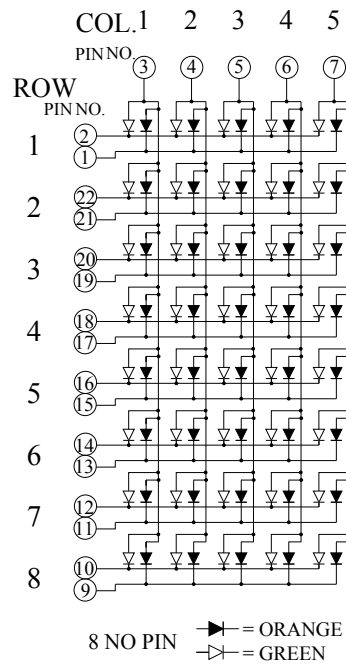 COL. 1 2 3 4 5
PIN NO. 3 4 5 6 7
ROW
PIN NO.
1 2
1
2 22
21
3 20
19
4 18
17
5 16
15
6 14
13
7 12
11
8 10
9
8 NO PIN = ORANGE
= GREEN